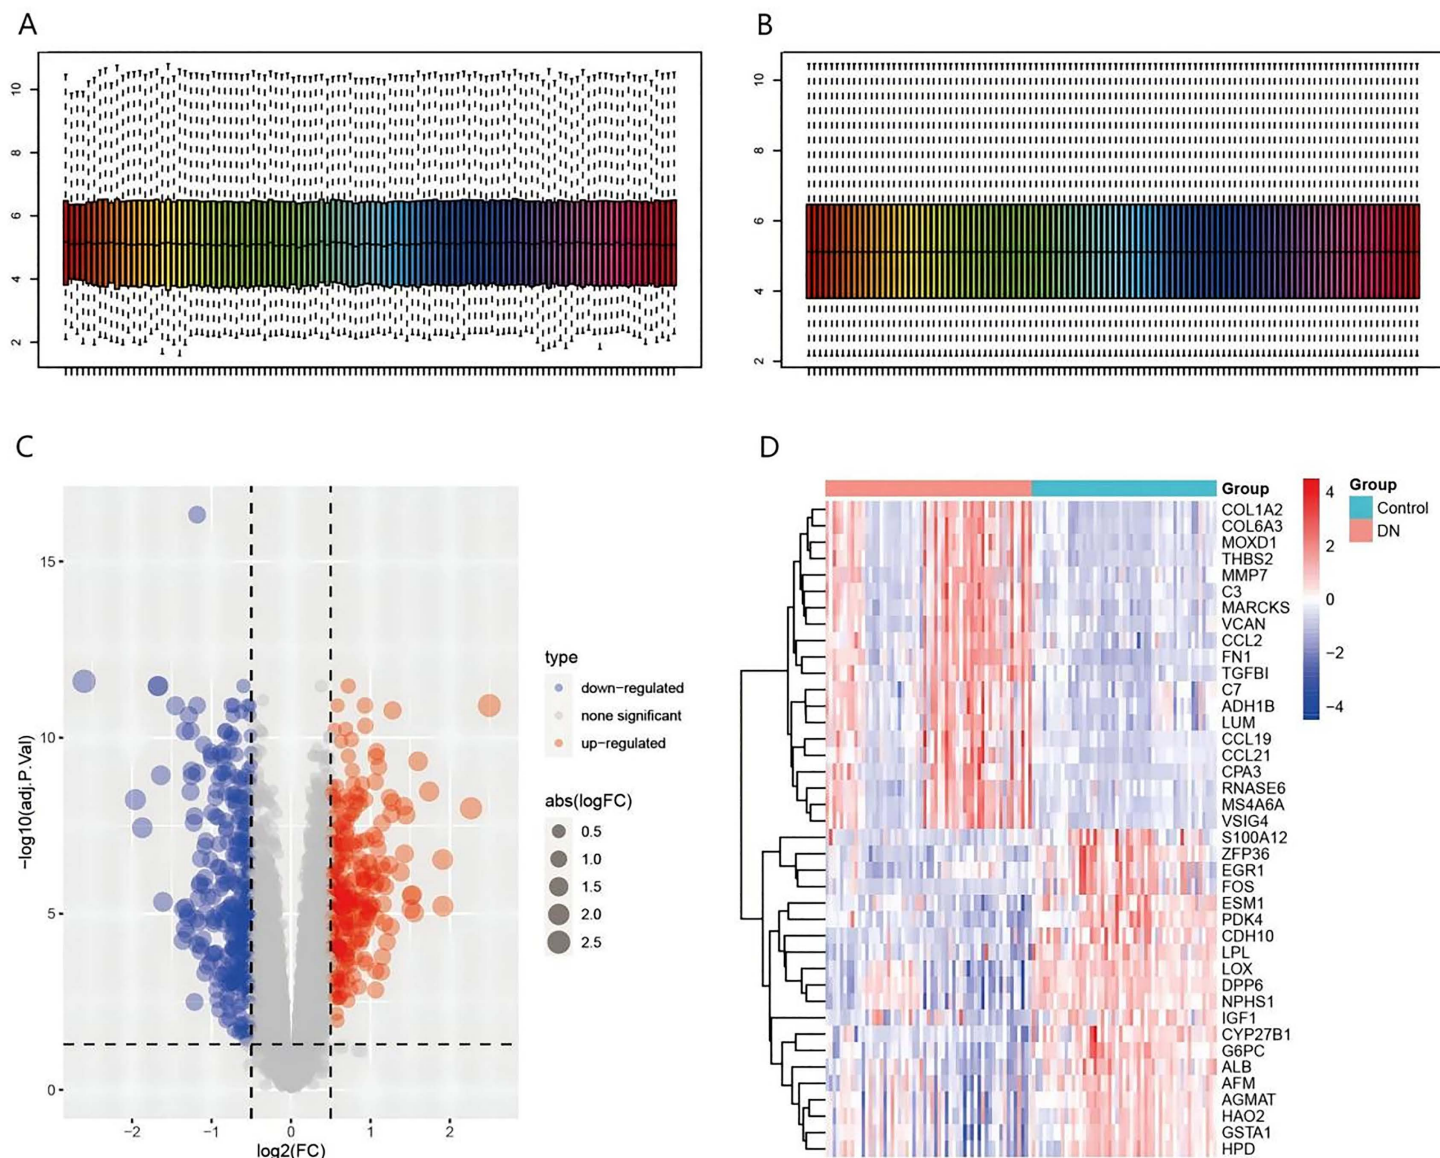 A
B
10
8
6
4
2
10
8
6
4
2
C
D
15
10
5
0
−log10(adj.P.Val)
−2
−1
0
1
2
log2(FC)
type
down-regulated
none significant
up-regulated
abs(logFC)
0.5
1.0
1.5
2.0
2.5
Group
COL1A2
COL6A3
MOXD1
THBS2
MMP7
C3
MARCKS
VCAN
CCL2
FN1
TGFBI
C7
ADH1B
LUM
CCL19
CCL21
CPA3
RNASE6
MS4A6A
VSIG4
S100A12
ZFP36
EGR1
FOS
ESM1
PDK4
CDH10
LPL
LOX
DPP6
NPHS1
IGF1
CYP27B1
G6PC
ALB
AFM
AGMAT
HAO2
GSTA1
HPD
4
2
0
−2
−4
Group
Control
DN